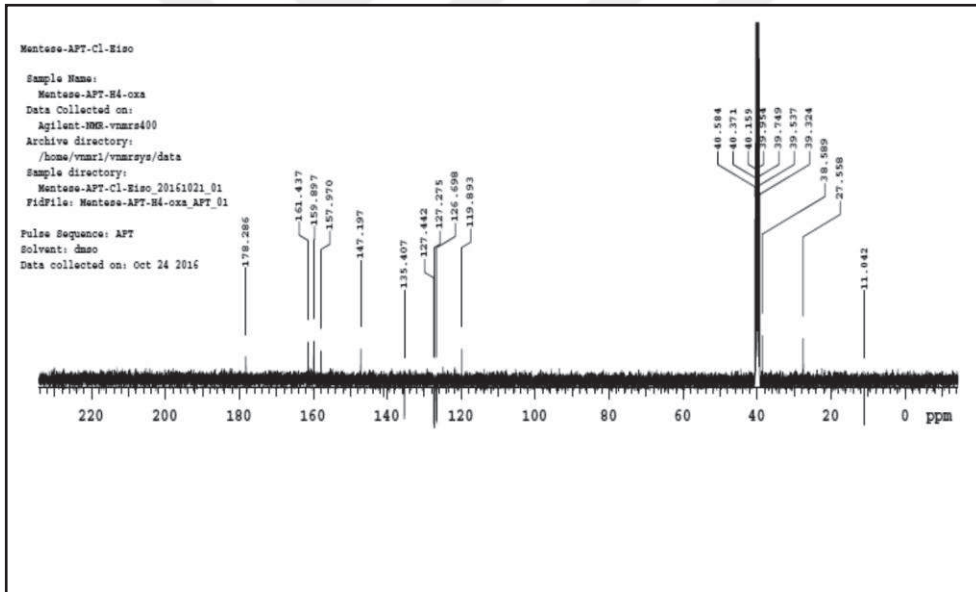 Mentese-APT-Cl-Eiso
Sample Name:
Mentese-APT-H4-oxa
Data Collected on:
Agilent-NMR-vnmrs400
Archive directory:
/home/vnmr1/vnmrsys/data
Sample directory:
Mentese-APT-Cl-Eiso_20161021_01
FidFile: Mentese-APT-H4-oxa_APT_01
Pulse Sequence: APT
Solvent: dmso
Data collected on: Oct 24 2016
178.286
161.437
159.897
157.970
147.197
135.407
127.442
127.275
126.698
119.893
40.584
40.371
40.159
39.954
39.749
39.537
39.324
38.589
27.558
11.042
220 200 180 160 140 120 100 80 60 40 20 0 ppm